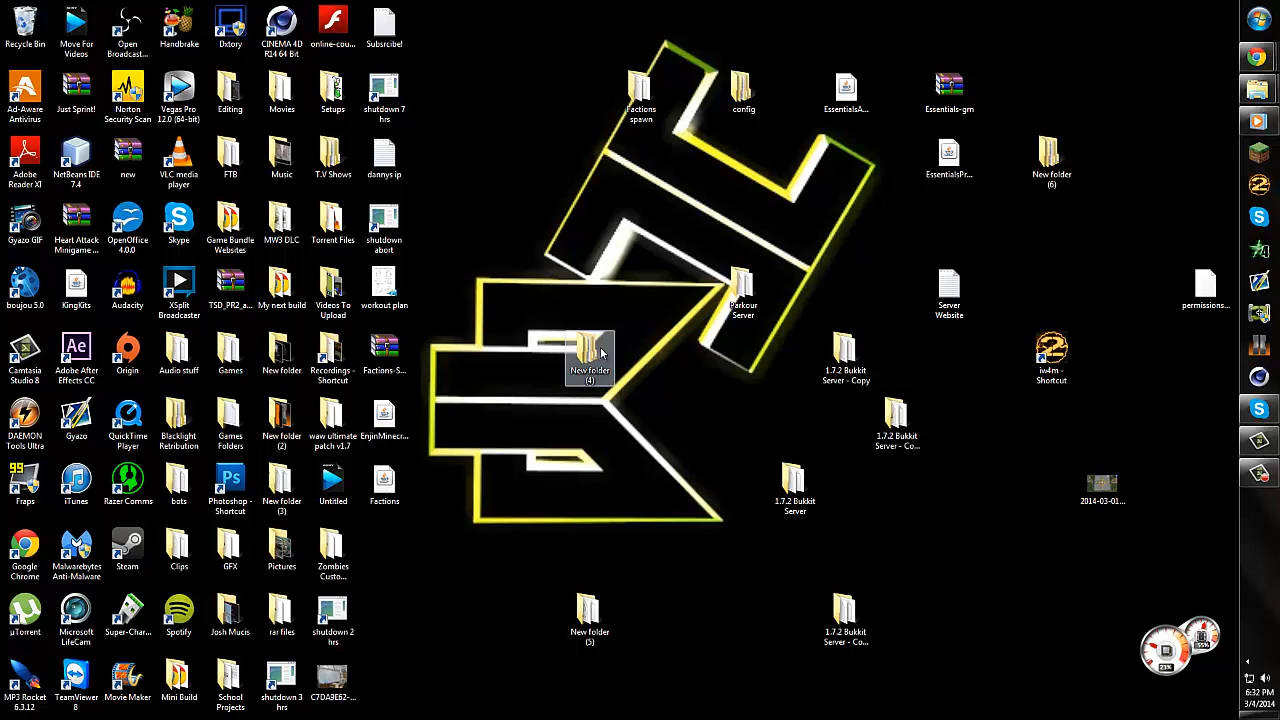 Recycle Bin
Move For
Videos
Open
Broadcast...
Handbrake
Dxtory
CINEMA 4D
R14 64 Bit
online-cou...
Subsrcibe!
Ad-Aware
Antivirus
Just Sprint!
Norton
Security Scan
Vegas Pro
12.0 (64-bit)
Editing
Movies
Setups
shutdown 7
hrs
Factions
spawn
config
EssentialsA...
Essentials-gm
Adobe
Reader XI
NetBeans IDE
7.4
new
VLC media
player
FTB
Music
T.V Shows
dannys ip
EssentialsPr...
New folder
(6)
Gyazo GIF
Heart Attack
Minigame ...
OpenOffice
4.0.0
Skype
Game Bundle
Websites
MW3 DLC
Torrent Files
shutdown
abort
boujou 5.0
KingKits
Audacity
XSplit
Broadcaster
TSD_PR2_a...
My next build
Videos To
Upload
workout plan
Parkour
Server
Server
Website
permissions...
Camtasia
Studio 8
Adobe After
Effects CC
Origin
Audio stuff
Games
New folder
Recordings -
Shortcut
Factions-S...
New folder
(4)
1.7.2 Bukkit
Server - Copy
iw4m -
Shortcut
DAEMON
Tools Ultra
Gyazo
QuickTime
Player
Blacklight
Retribution
Games
Folders
New folder
(2)
waw ultimate
patch v1.7
EnjinMinecr...
1.7.2 Bukkit
Server - Co...
99
Fraps
iTunes
Razer Comms
bots
Photoshop -
Shortcut
New folder
(3)
Untitled
Factions
1.7.2 Bukkit
Server
2014-03-01...
Google
Chrome
Malwarebytes
Anti-Malware
Steam
Clips
GFX
Pictures
Zombies
Custo...
µTorrent
Microsoft
LifeCam
Super-Char...
Spotify
Josh Mucis
rar files
shutdown 2
hrs
New folder
(5)
1.7.2 Bukkit
Server - Co...
MP3 Rocket
6.3.12
TeamViewer
8
Movie Maker
Mini Build
School
Projects
shutdown 3
hrs
C7DA9E62-...
55%
23%
6:32 PM
3/4/2014